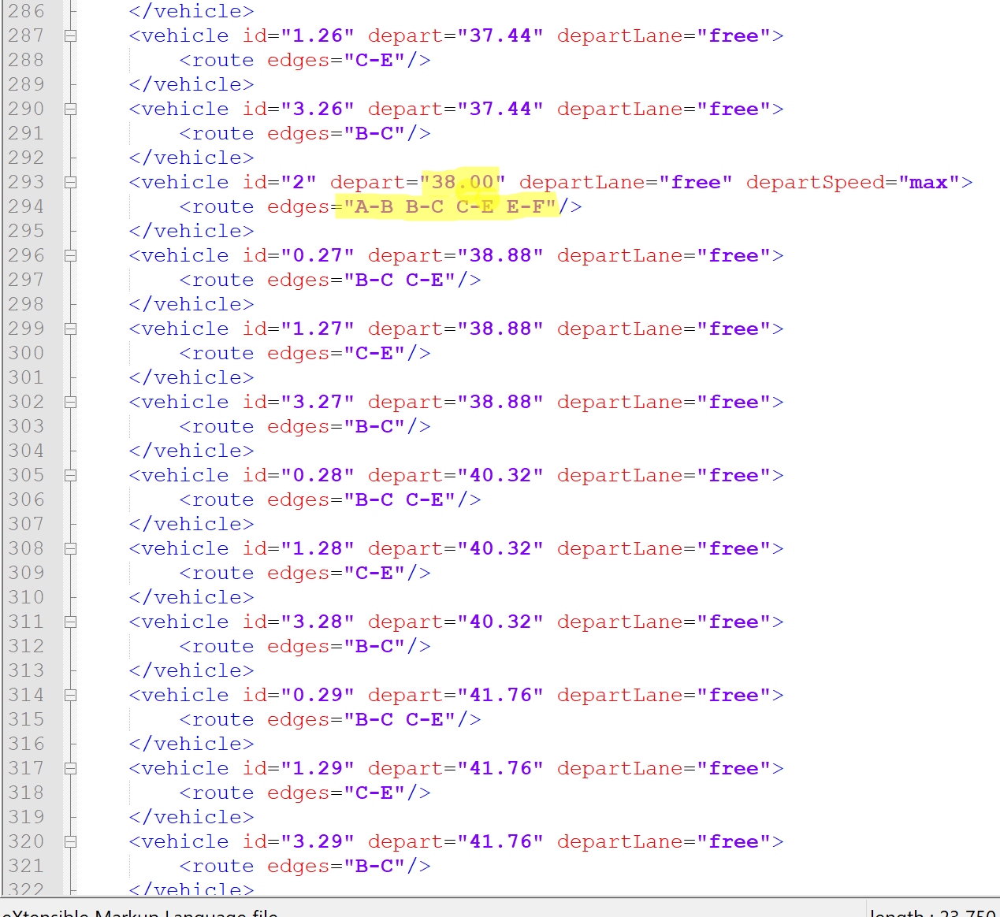 286 </vehicle>
287 <vehicle id="1.26" depart="37.44" departLane="free">
288 <route edges="C-E"/>
289 </vehicle>
290 <vehicle id="3.26" depart="37.44" departLane="free">
291 <route edges="B-C"/>
292 </vehicle>
293 <vehicle id="2" depart="38.00" departLane="free" departSpeed="max">
294 <route edges="A-B B-C C-E E-F"/>
295 </vehicle>
296 <vehicle id="0.27" depart="38.88" departLane="free">
297 <route edges="B-C C-E"/>
298 </vehicle>
299 <vehicle id="1.27" depart="38.88" departLane="free">
300 <route edges="C-E"/>
301 </vehicle>
302 <vehicle id="3.27" depart="38.88" departLane="free">
303 <route edges="B-C"/>
304 </vehicle>
305 <vehicle id="0.28" depart="40.32" departLane="free">
306 <route edges="B-C C-E"/>
307 </vehicle>
308 <vehicle id="1.28" depart="40.32" departLane="free">
309 <route edges="C-E"/>
310 </vehicle>
311 <vehicle id="3.28" depart="40.32" departLane="free">
312 <route edges="B-C"/>
313 </vehicle>
314 <vehicle id="0.29" depart="41.76" departLane="free">
315 <route edges="B-C C-E"/>
316 </vehicle>
317 <vehicle id="1.29" depart="41.76" departLane="free">
318 <route edges="C-E"/>
319 </vehicle>
320 <vehicle id="3.29" depart="41.76" departLane="free">
321 <route edges="B-C"/>
322 </vehicle>
eXtensible Markup Language file length : 23,750